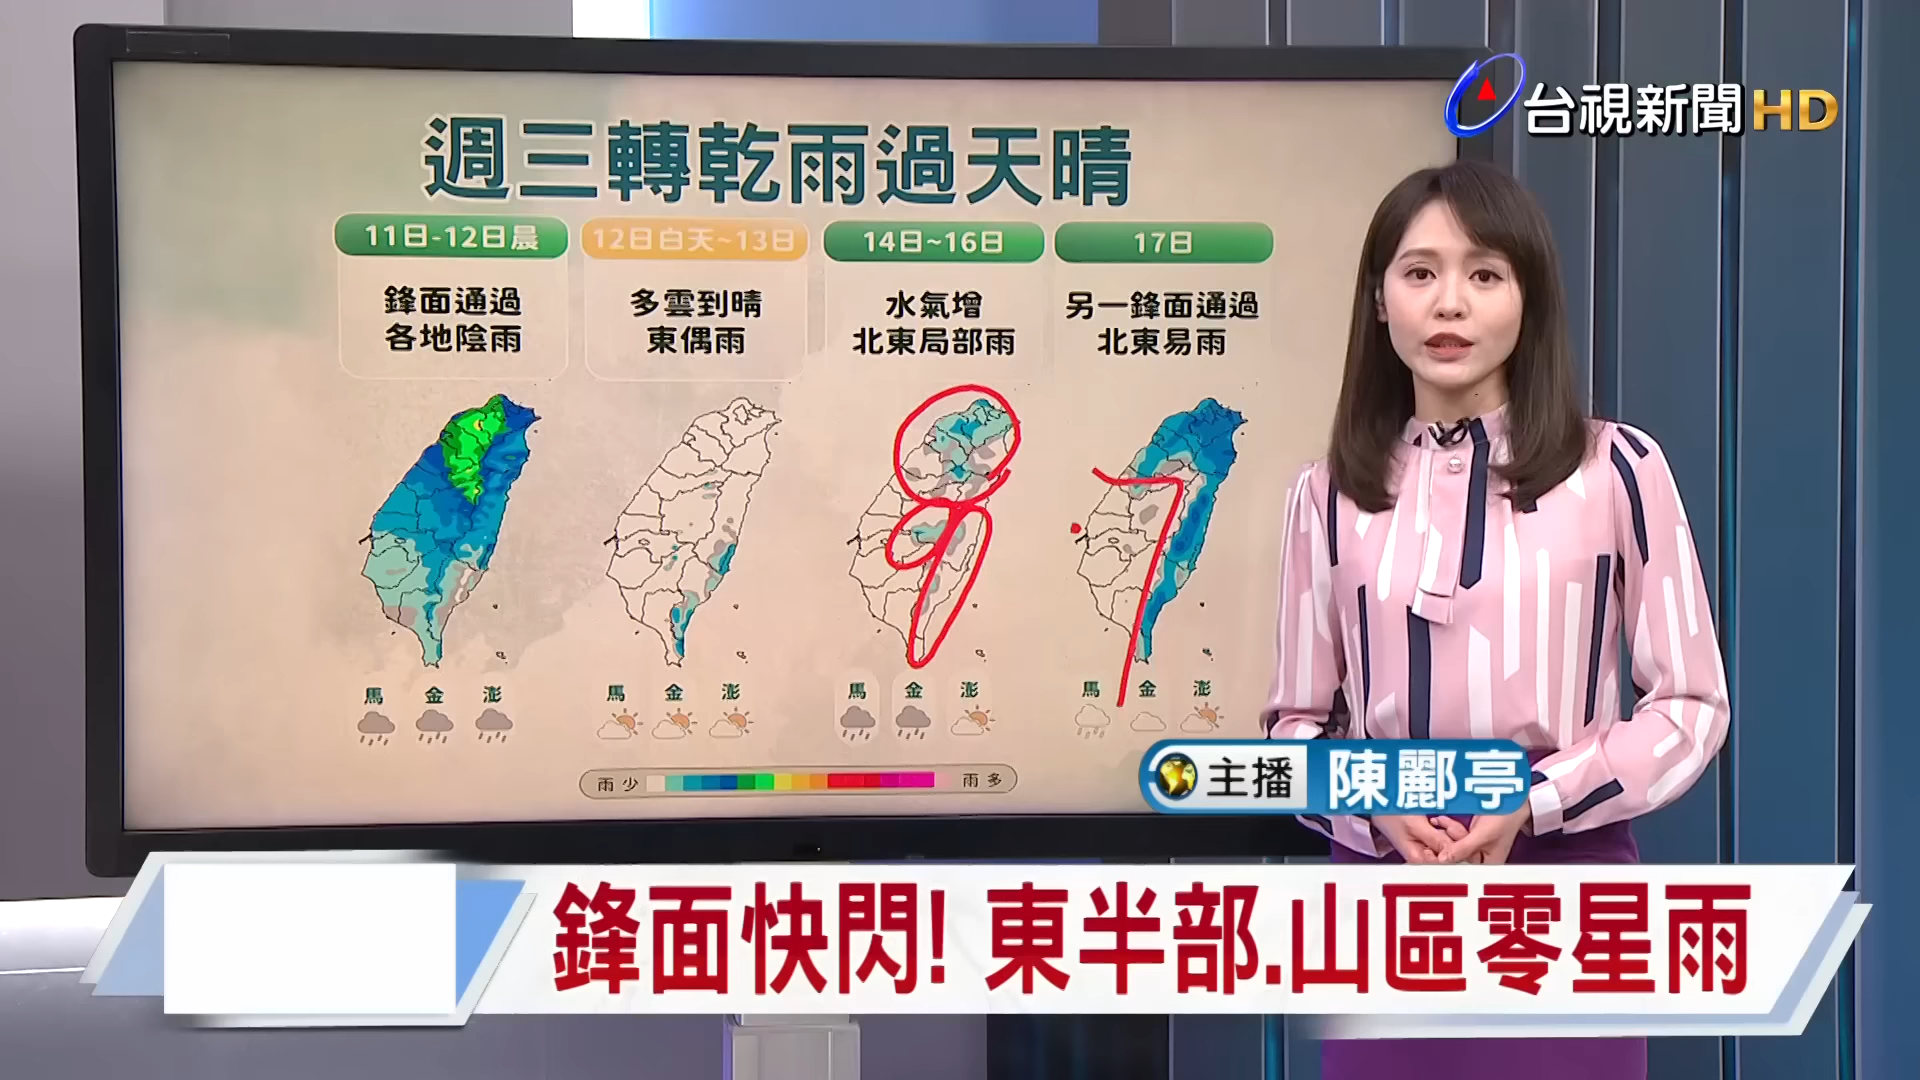 台視新聞HD
週三轉乾雨過天晴
11日-12日晨
鋒面通過
各地陰雨
12日白天~13日
多雲到晴
東偶雨
14日~16日
水氣增
北東局部雨
17日
另一鋒面通過
北東易雨
馬 金 澎
馬 金 澎
馬 金 澎
馬 金 澎
雨少 雨多
主播 陳酈亭
鋒面快閃! 東半部.山區零星雨